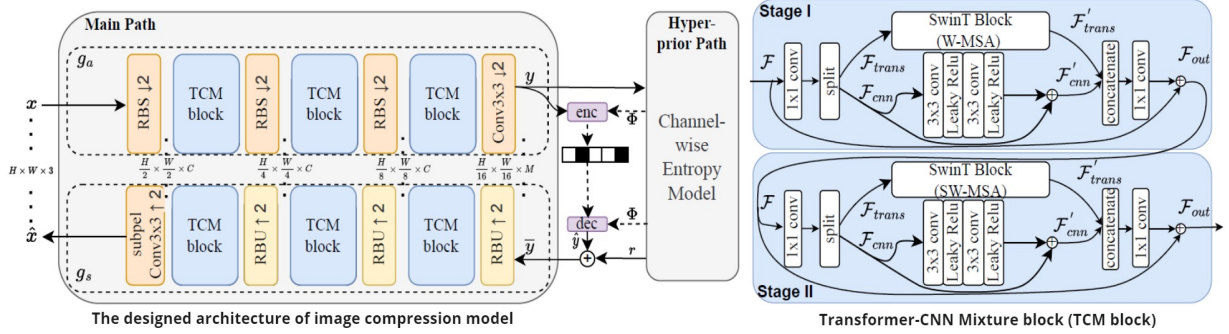 Main Path
g_a
x
RBS ↓2
TCM block
RBS ↓2
TCM block
RBS ↓2
TCM block
Conv3x3 ↓2
y
enc
Φ
H × W × 3
H/2 × W/2 × C
H/4 × W/4 × C
H/8 × W/8 × C
H/16 × W/16 × M
subpel Conv3x3 ↑2
TCM block
RBU ↑2
TCM block
RBU ↑2
TCM block
RBU ↑2
ȳ
dec
Φ
ŷ
+
r
x̂
g_s
Hyper-
prior Path
Channel-
wise
Entropy
Model
The designed architecture of image compression model
Stage I
F
1x1 conv
split
SwinT Block
(W-MSA)
F_trans
F_cnn
3x3 conv
Leaky Relu
3x3 conv
Leaky Relu
+
F'_trans
F'_cnn
concatenate
1x1 conv
+
F_out
Stage II
F
1x1 conv
split
SwinT Block
(SW-MSA)
F_trans
F_cnn
3x3 conv
Leaky Relu
3x3 conv
Leaky Relu
+
F'_trans
F'_cnn
concatenate
1x1 conv
+
F_out
Transformer-CNN Mixture block (TCM block)